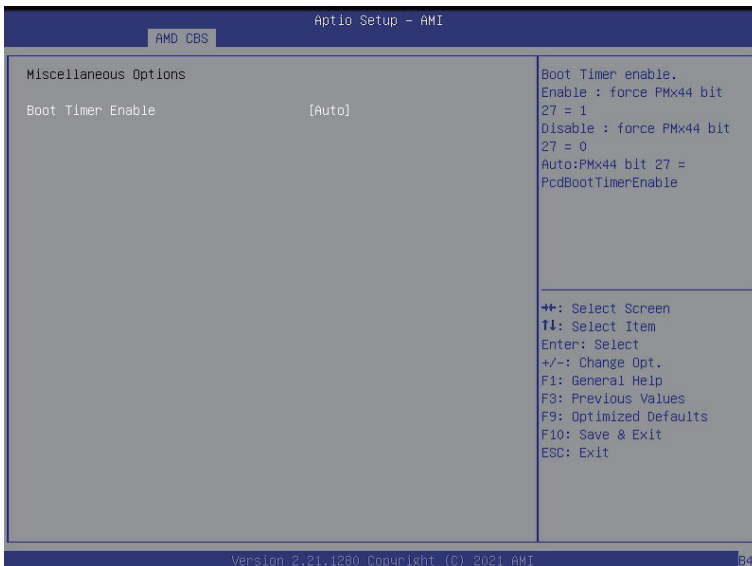 Aptio Setup – AMI
AMD CBS
Miscellaneous Options
Boot Timer Enable [Auto]
Boot Timer enable.
Enable : force PMx44 bit
27 = 1
Disable : force PMx44 bit
27 = 0
Auto:PMx44 bit 27 =
PcdBootTimerEnable
→←: Select Screen
↑↓: Select Item
Enter: Select
+/-: Change Opt.
F1: General Help
F3: Previous Values
F9: Optimized Defaults
F10: Save & Exit
ESC: Exit
Version 2.21.1280 Copyright (C) 2021 AMI
B4